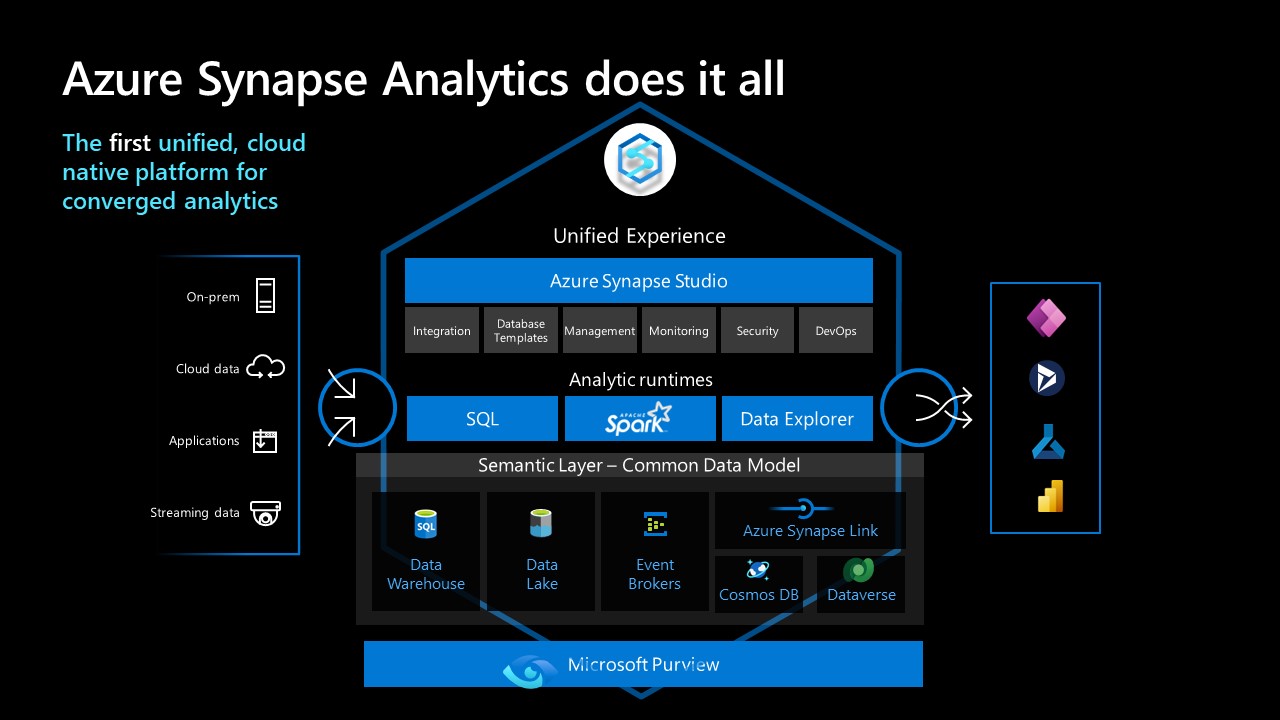 Azure Synapse Analytics does it all
The first unified, cloud
native platform for
converged analytics
Unified Experience
Azure Synapse Studio
Integration
Database
Templates
Management
Monitoring
Security
DevOps
On-prem
Cloud data
Applications
Streaming data
Analytic runtimes
SQL
APACHE
Spark
Data Explorer
Semantic Layer – Common Data Model
SQL
Data
Warehouse
Data
Lake
Event
Brokers
Azure Synapse Link
Cosmos DB
Dataverse
Microsoft Purview